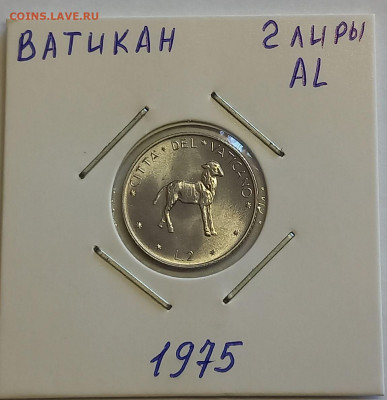 COINS.LAVE.RU
ВАТИКАН 2 ЛИРЫ
AL
CITTA' DEL VATICANO
L 2
1975